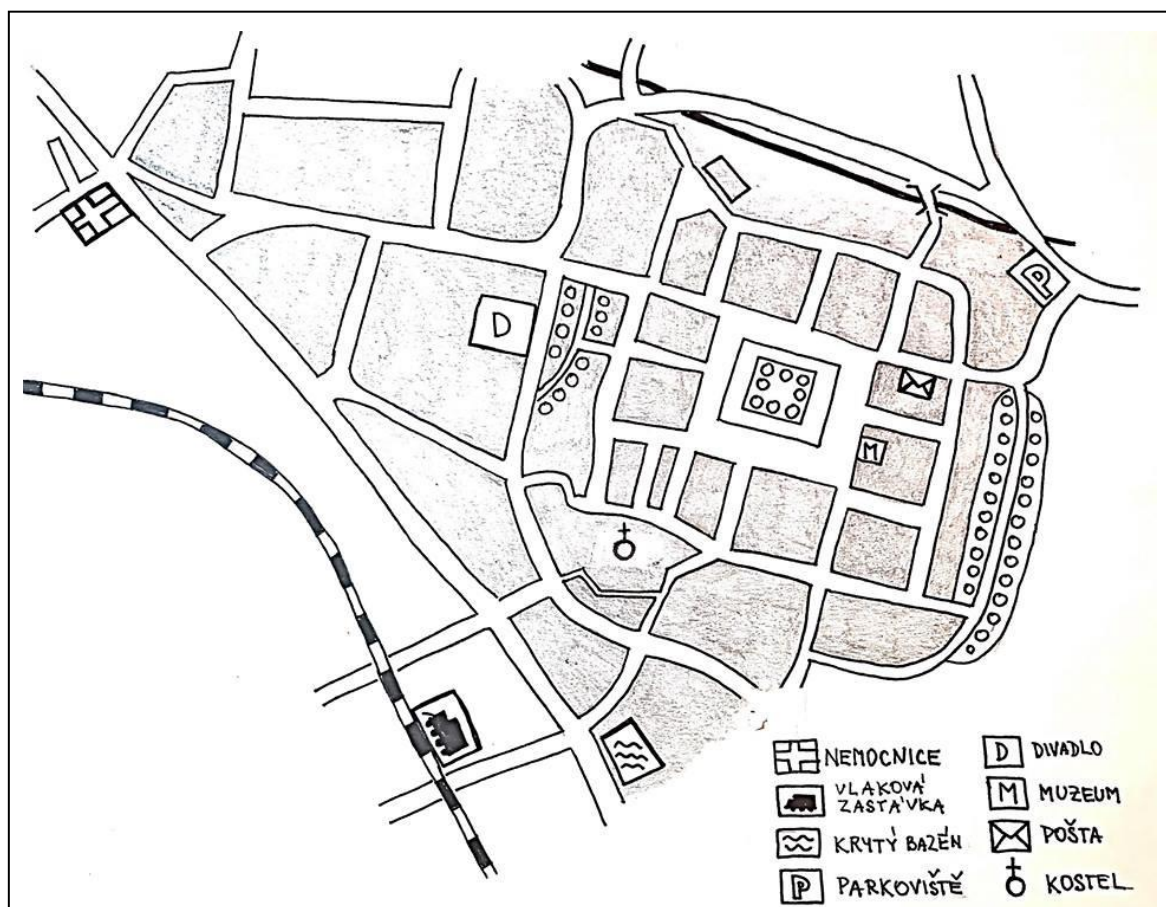 D
P
M
NEMOCNICE
VLAKOVÁ
ZASTÁVKA
KRYTÝ BAZÉN
P PARKOVIŠTĚ
D DIVADLO
M MUZEUM
POŠTA
KOSTEL